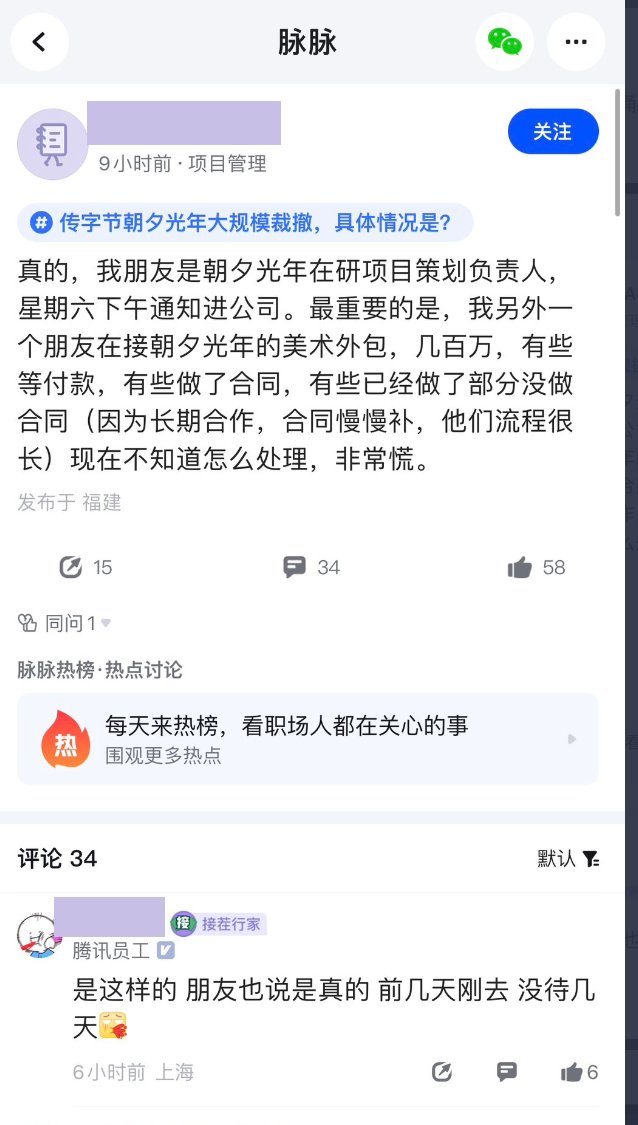 脉脉
9小时前·项目管理
关注
# 传字节朝夕光年大规模裁撤，具体情况是？
真的，我朋友是朝夕光年在研项目策划负责人，
星期六下午通知进公司。最重要的是，我另外一
个朋友在接朝夕光年的美术外包，几百万，有些
等付款，有些做了合同，有些已经做了部分没做
合同（因为长期合作，合同慢慢补，他们流程很
长）现在不知道怎么处理，非常慌。
发布于 福建
15
34
58
同问1
脉脉热榜·热点讨论
热
每天来热榜，看职场人都在关心的事
围观更多热点
评论 34
默认
接 接茬行家
腾讯员工
是这样的 朋友也说是真的 前几天刚去 没待几
天
6小时前 上海
6